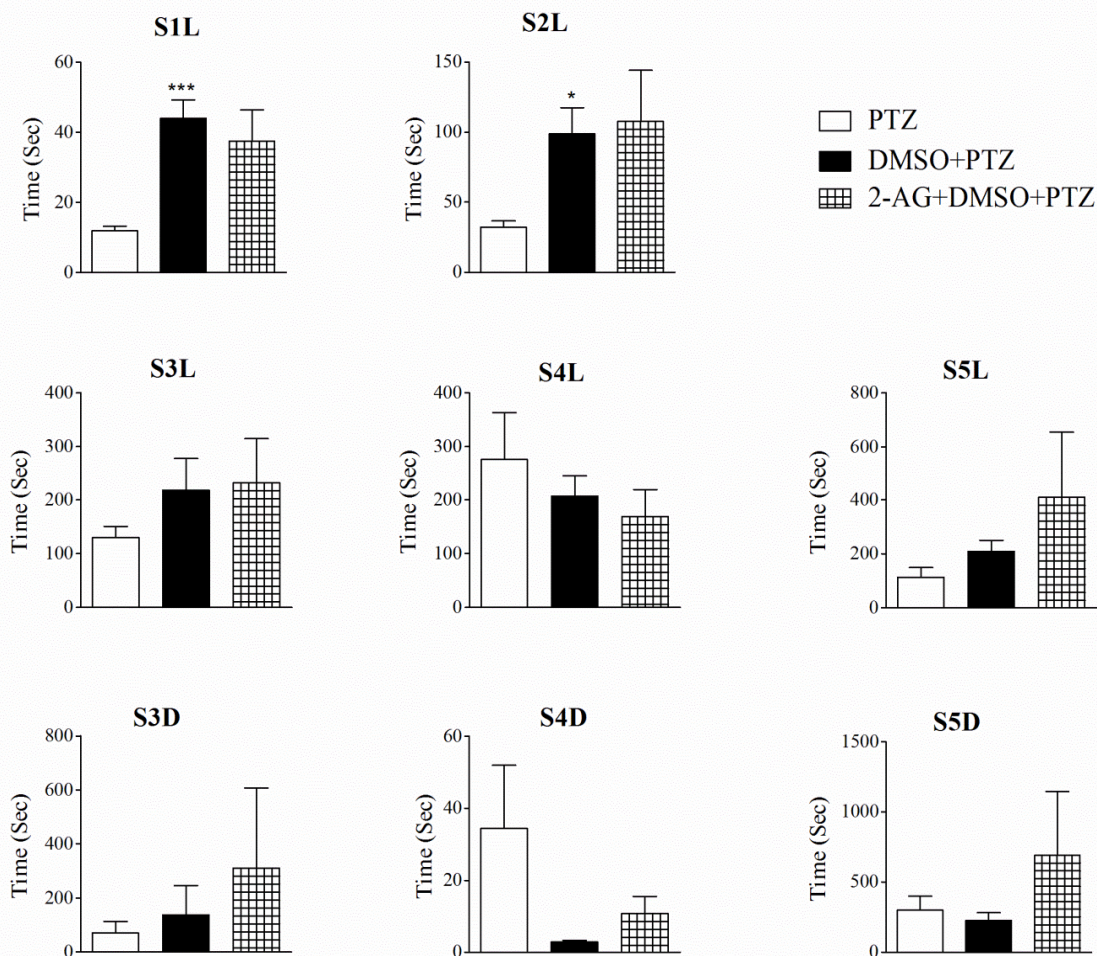 S1L
Time (Sec)
60
40
20
0
***
S2L
Time (Sec)
150
100
50
0
*
PTZ
DMSO+PTZ
2-AG+DMSO+PTZ
S3L
Time (Sec)
400
300
200
100
0
S4L
Time (Sec)
400
300
200
100
0
S5L
Time (Sec)
800
600
400
200
0
S3D
Time (Sec)
800
600
400
200
0
S4D
Time (Sec)
60
40
20
0
S5D
Time (Sec)
1500
1000
500
0